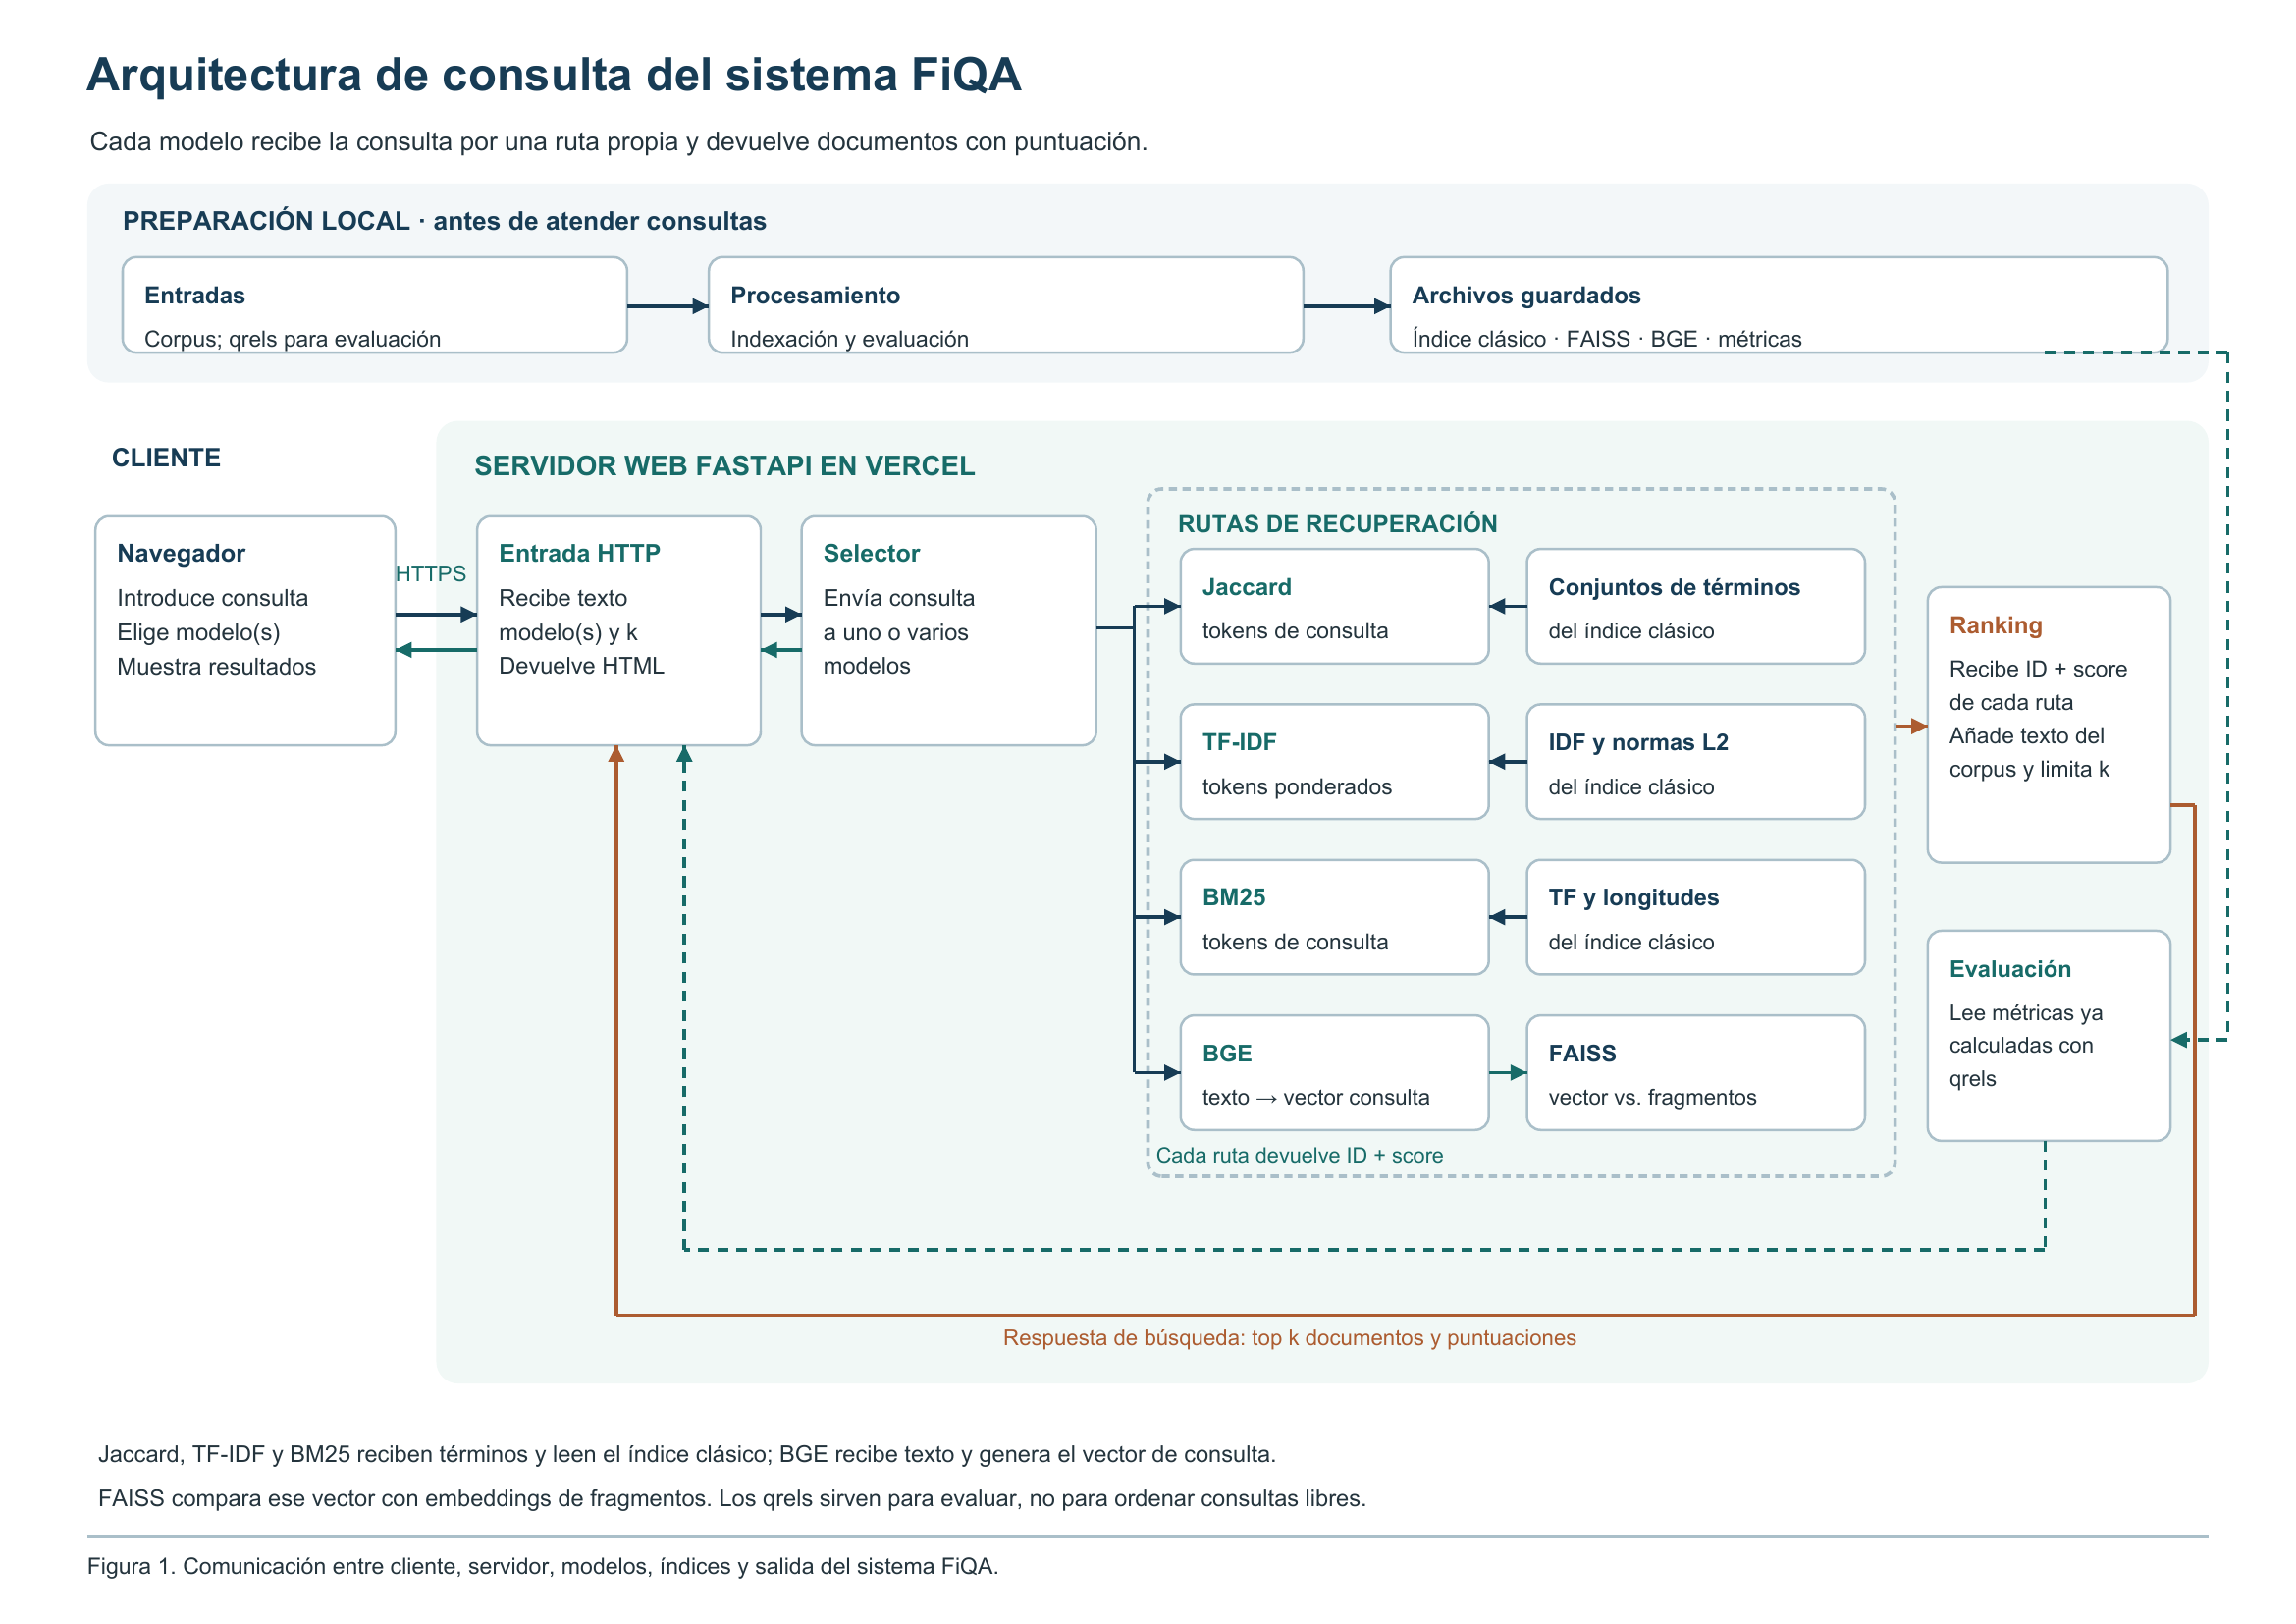 Arquitectura de consulta del sistema FiQA
Cada modelo recibe la consulta por una ruta propia y devuelve documentos con puntuación.
PREPARACIÓN LOCAL · antes de atender consultas
Entradas
Corpus; qrels para evaluación
Procesamiento
Indexación y evaluación
Archivos guardados
Índice clásico · FAISS · BGE · métricas
CLIENTE
Navegador
Introduce consulta
Elige modelo(s)
Muestra resultados
HTTPS
SERVIDOR WEB FASTAPI EN VERCEL
Entrada HTTP
Recibe texto
modelo(s) y k
Devuelve HTML
Selector
Envía consulta
a uno o varios
modelos
RUTAS DE RECUPERACIÓN
Jaccard
tokens de consulta
Conjuntos de términos
del índice clásico
TF-IDF
tokens ponderados
IDF y normas L2
del índice clásico
BM25
tokens de consulta
TF y longitudes
del índice clásico
BGE
texto → vector consulta
FAISS
vector vs. fragmentos
Cada ruta devuelve ID + score
Ranking
Recibe ID + score
de cada ruta
Añade texto del
corpus y limita k
Evaluación
Lee métricas ya
calculadas con
qrels
Respuesta de búsqueda: top k documentos y puntuaciones
Jaccard, TF-IDF y BM25 reciben términos y leen el índice clásico; BGE recibe texto y genera el vector de consulta.
FAISS compara ese vector con embeddings de fragmentos. Los qrels sirven para evaluar, no para ordenar consultas libres.
Figura 1. Comunicación entre cliente, servidor, modelos, índices y salida del sistema FiQA.